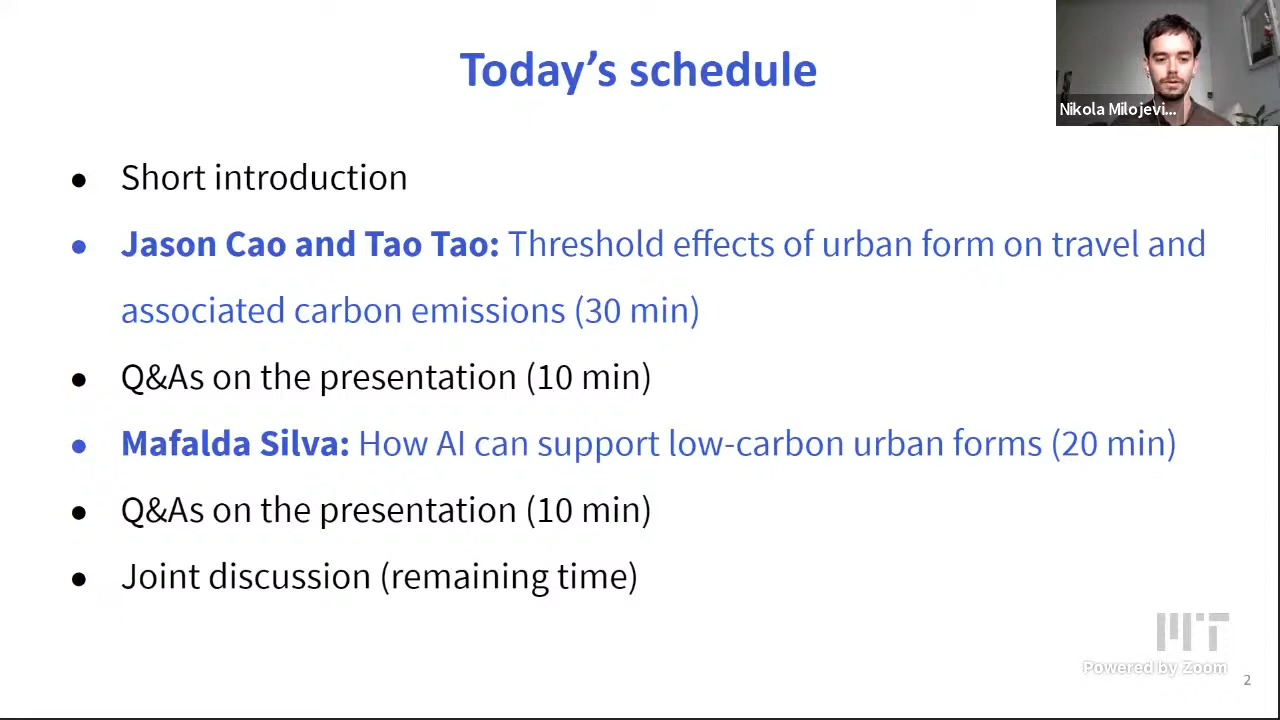 Today's schedule
Nikola Milojevi...
● Short introduction
● Jason Cao and Tao Tao: Threshold effects of urban form on travel and
associated carbon emissions (30 min)
● Q&As on the presentation (10 min)
● Mafalda Silva: How AI can support low-carbon urban forms (20 min)
● Q&As on the presentation (10 min)
● Joint discussion (remaining time)
MIT
Powered by Zoom
2